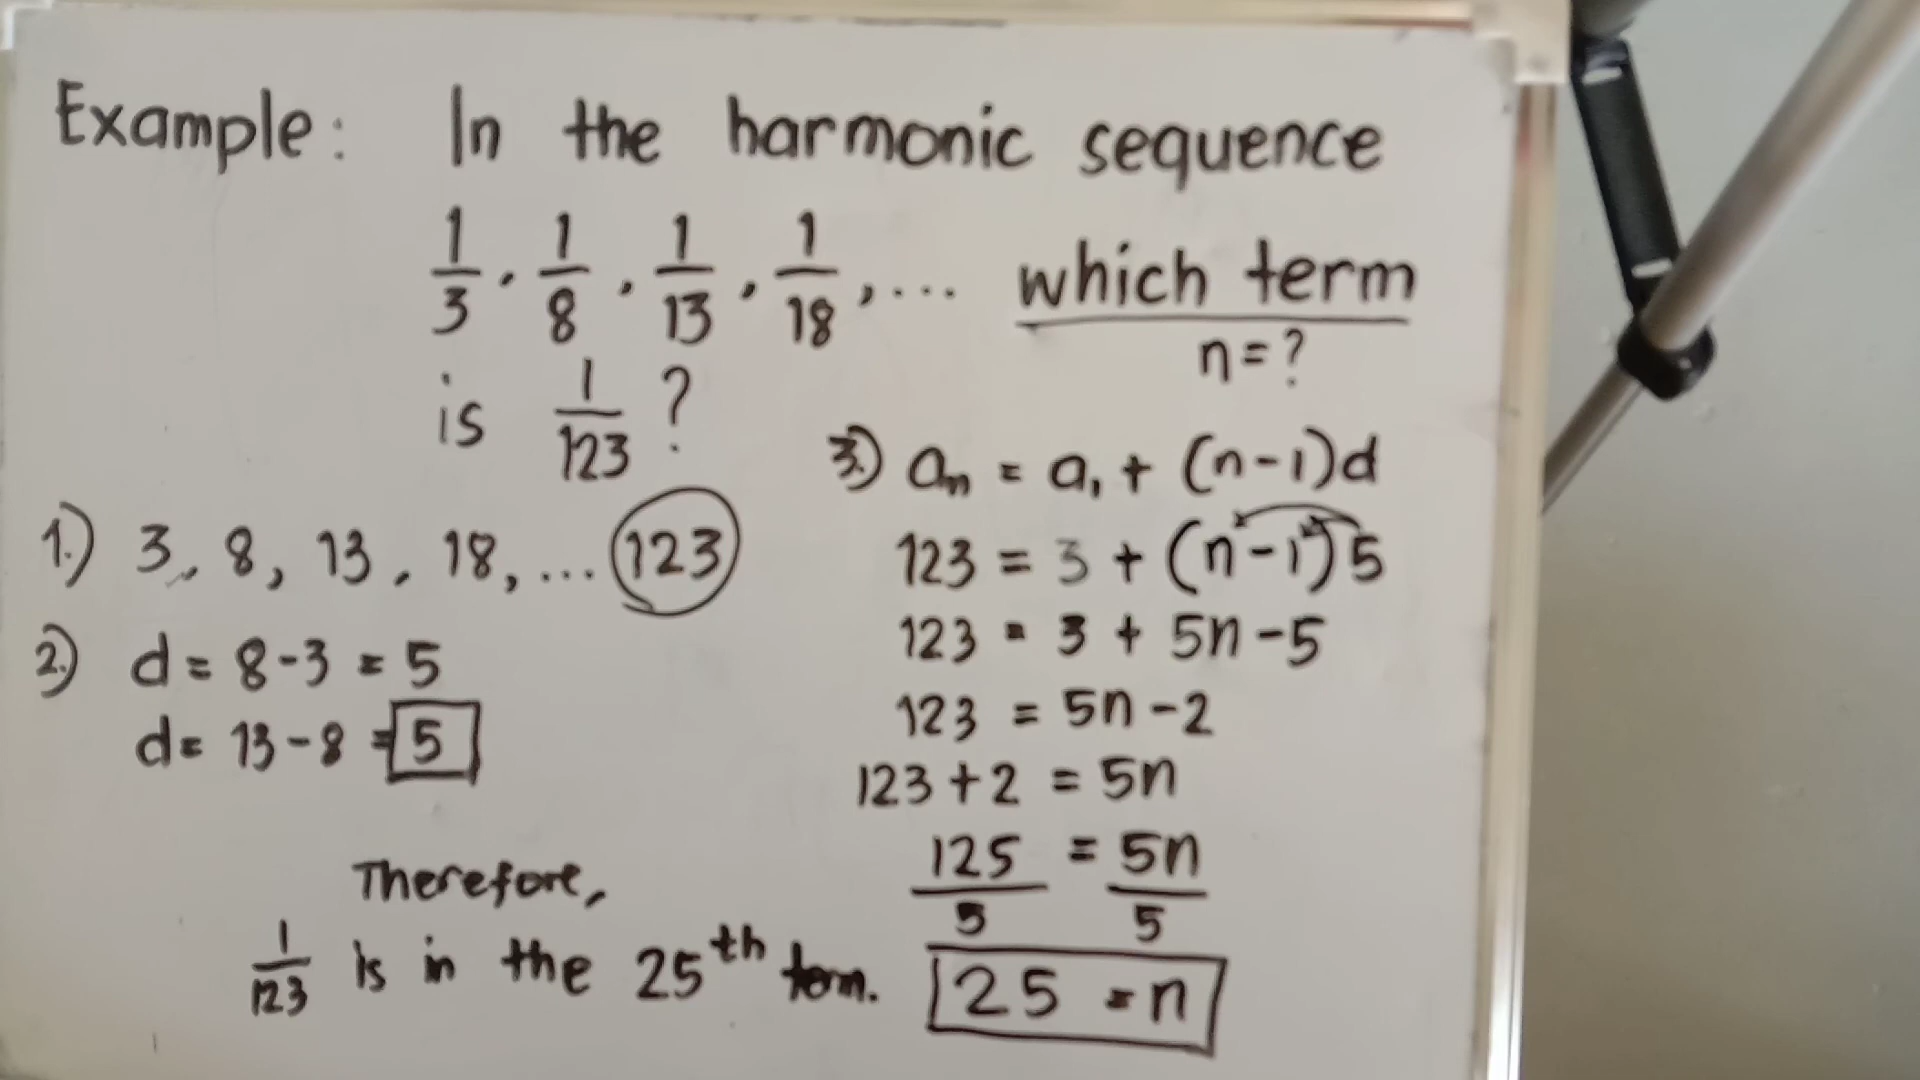 Example: In the harmonic sequence
1/3, 1/8, 1/13, 1/18, ... which term
n = ?
is 1/123 ?
1.) 3, 8, 13, 18, ... 123
2.) d = 8 - 3 = 5
d = 13 - 8 = 5
3.) aₙ = a₁ + (n - 1)d
123 = 3 + (n - 1)5
123 = 3 + 5n - 5
123 = 5n - 2
123 + 2 = 5n
125/5 = 5n/5
25 = n
Therefore,
1/123 is in the 25th term.